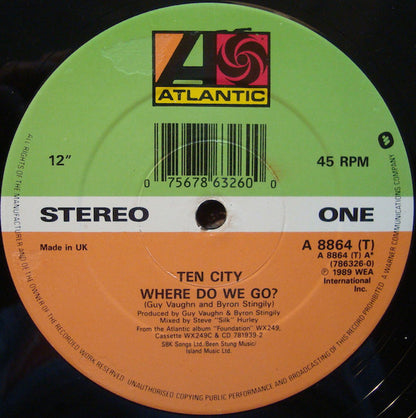 A
ATLANTIC
12"
45 RPM
0 75678 63260 0
STEREO
ONE
Made in UK
A 8864 (T)
A 8864 (T) A*
(786326-0)
℗ 1989 WEA
International
Inc.
TEN CITY
WHERE DO WE GO?
(Guy Vaughn and Byron Stingily)
Produced by Guy Vaughn & Byron Stingily
Mixed by Steve "Silk" Hurley
From the Atlantic album "Foundation" WX249,
Cassette WX249C & CD 781939-2
SBK Songs Ltd./Been Stung Music/
Island Music Ltd.
ALL RIGHTS OF THE MANUFACTURER AND OF THE OWNER OF THE RECORDED WORK RESERVED UNAUTHORISED COPYING PUBLIC PERFORMANCE AND BROADCASTING OF THIS RECORD PROHIBITED A WARNER COMMUNICATIONS COMPANY